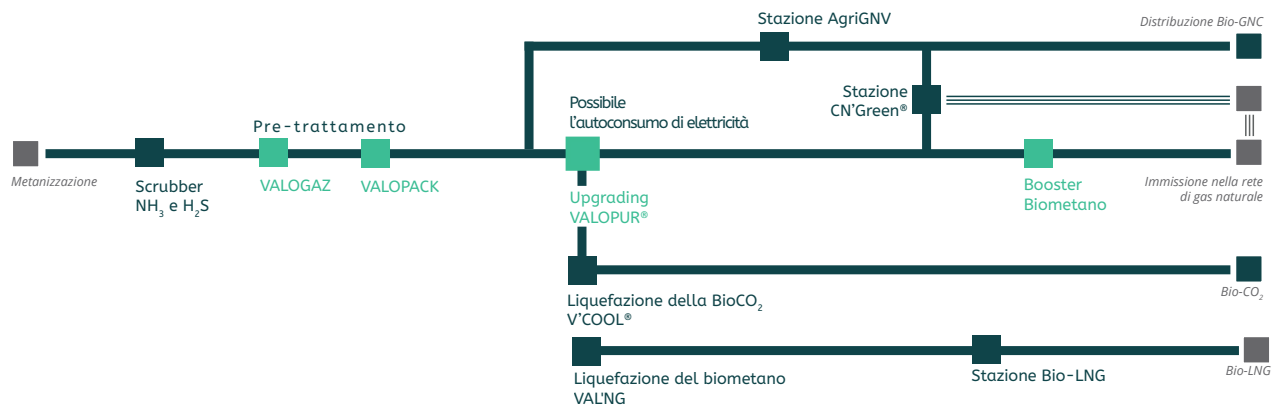 Stazione AgriGNV
Distribuzione Bio-GNC
Stazione
CN'Green®
Possibile
l'autoconsumo di elettricità
Pre-trattamento
Metanizzazione
Scrubber
NH₃ e H₂S
VALOGAZ
VALOPACK
Upgrading
VALOPUR®
Booster
Biometano
Immissione nella rete
di gas naturale
Liquefazione della BioCO₂
V'COOL®
Bio-CO₂
Liquefazione del biometano
VAL'NG
Stazione Bio-LNG
Bio-LNG